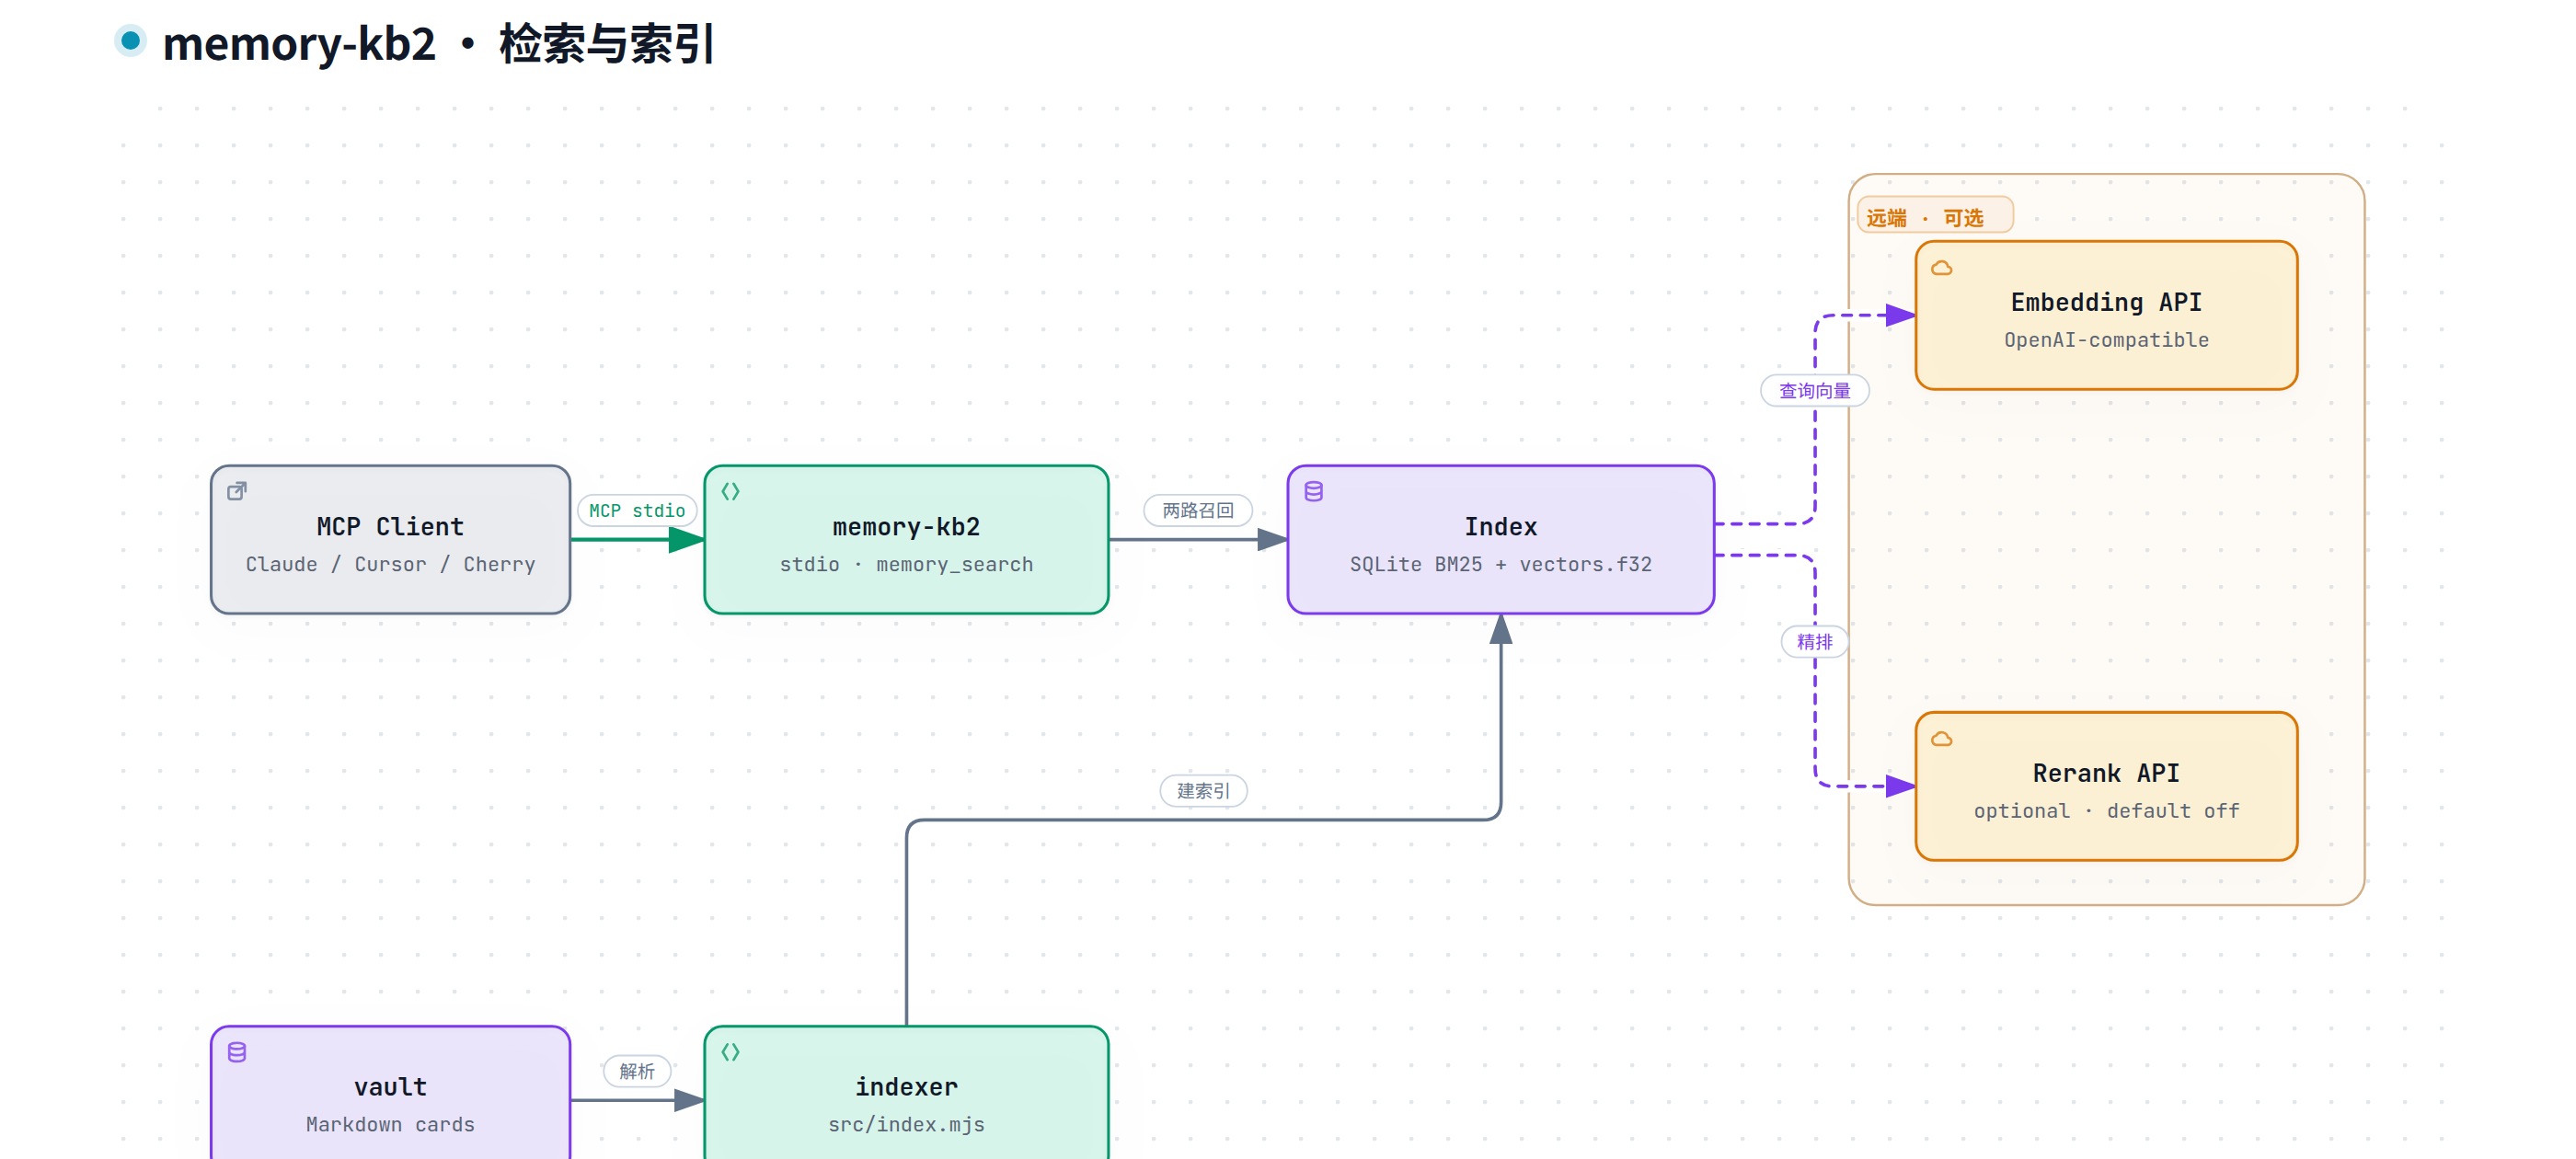 memory-kb2 · 检索与索引
远端 · 可选
Embedding API
OpenAI-compatible
查询向量
MCP Client
Claude / Cursor / Cherry
MCP stdio
memory-kb2
stdio · memory_search
两路召回
Index
SQLite BM25 + vectors.f32
精排
Rerank API
optional · default off
建索引
vault
Markdown cards
解析
indexer
src/index.mjs